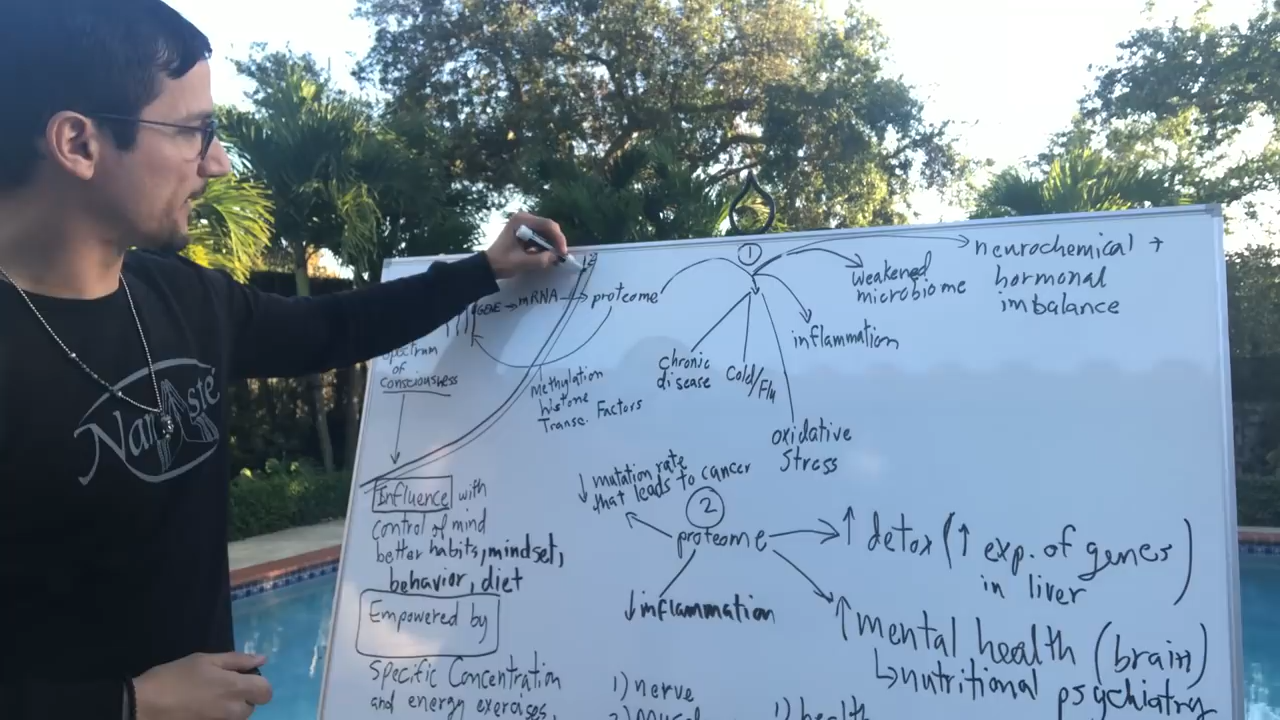 Namaste
GENE → mRNA → proteome
spectrum
of
consciousness
methylation
histone
Transc. Factors
1
chronic
disease
Cold/Flu
oxidative
Stress
inflammation
weakened
microbiome
neurochemical +
hormonal
imbalance
Influence with
control of mind
better habits, mindset,
behavior, diet
Empowered by
specific Concentration
and energy exercises,
↓ mutation rate
that leads to cancer
2
proteome
↓ inflammation
↑ detox (↑ exp. of genes
in liver)
↑ mental health (brain)
↳ nutritional psychiatry
1) nerve
1) health